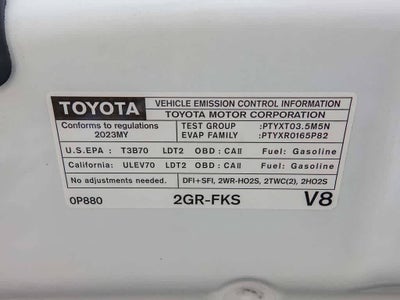 TOYOTA VEHICLE EMISSION CONTROL INFORMATION
TOYOTA MOTOR CORPORATION
Conforms to regulations
2023MY
TEST GROUP :PTYXT03.5M5N
EVAP FAMILY :PTYXR0165P82
U.S.EPA : T3B70 LDT2 OBD:CAII Fuel: Gasoline
California: ULEV70 LDT2 OBD:CAII Fuel: Gasoline
No adjustments needed. DFI+SFI, 2WR-HO2S, 2TWC(2), 2HO2S
0P880 2GR-FKS V8